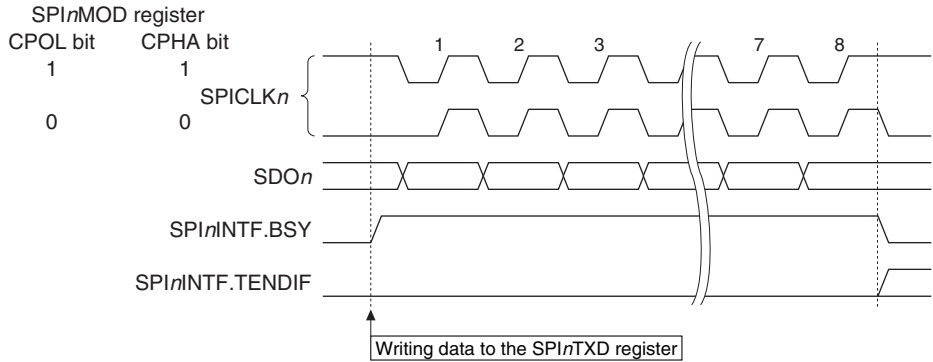 SPInMOD register
CPOL bit CPHA bit
1 1
0 0
SPICLKn
1 2 3 7 8
SDOn
SPInINTF.BSY
SPInINTF.TENDIF
Writing data to the SPInTXD register